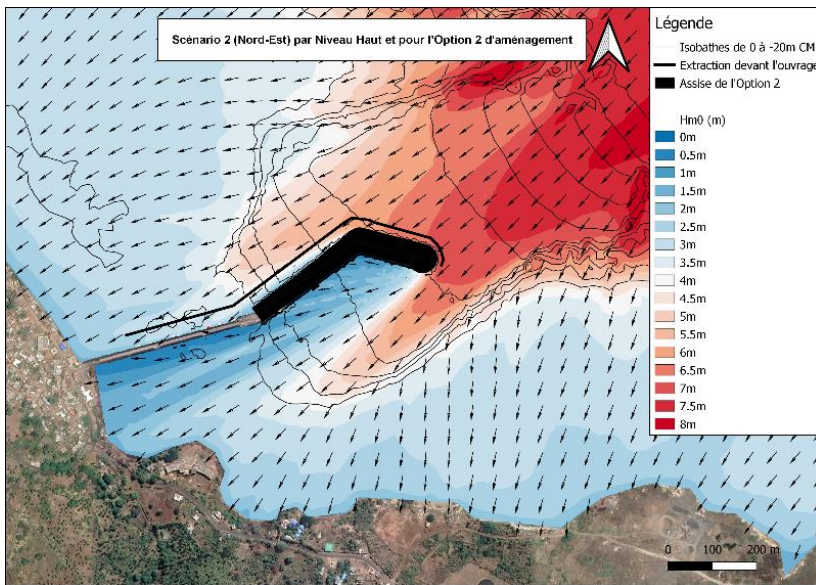 Scénario 2 (Nord-Est) par Niveau Haut et pour l'Option 2 d'aménagement
Légende
Isobathes de 0 à -20m CM
Extraction devant l'ouvrage
Assise de l'Option 2
Hm0 (m)
0m
0.5m
1m
1.5m
2m
2.5m
3m
3.5m
4m
4.5m
5m
5.5m
6m
6.5m
7m
7.5m
8m
0 100 200 m